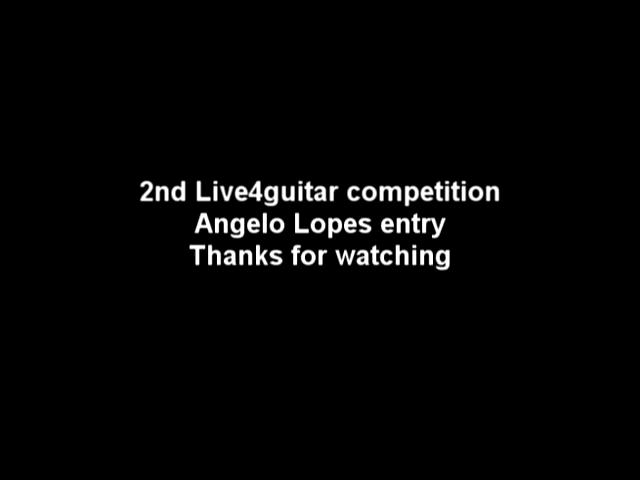 2nd Live4guitar competition
Angelo Lopes entry
Thanks for watching